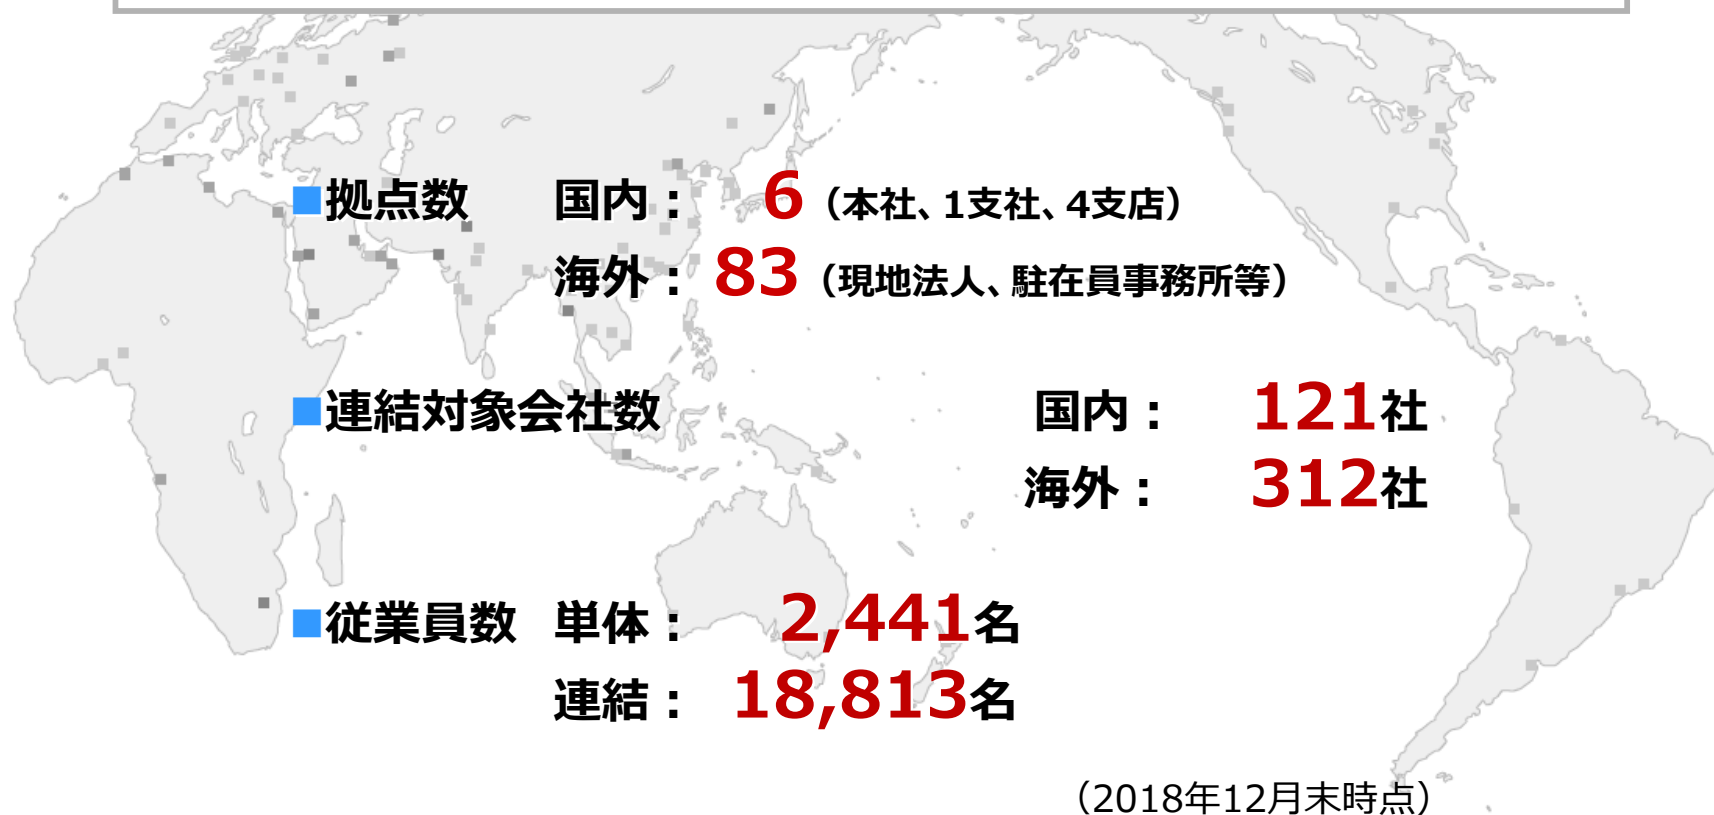 ■拠点数 国内： 6（本社、1支社、4支店）
海外： 83（現地法人、駐在員事務所等）
■連結対象会社数 国内： 121社
海外： 312社
■従業員数 単体： 2,441名
連結： 18,813名
（2018年12月末時点）